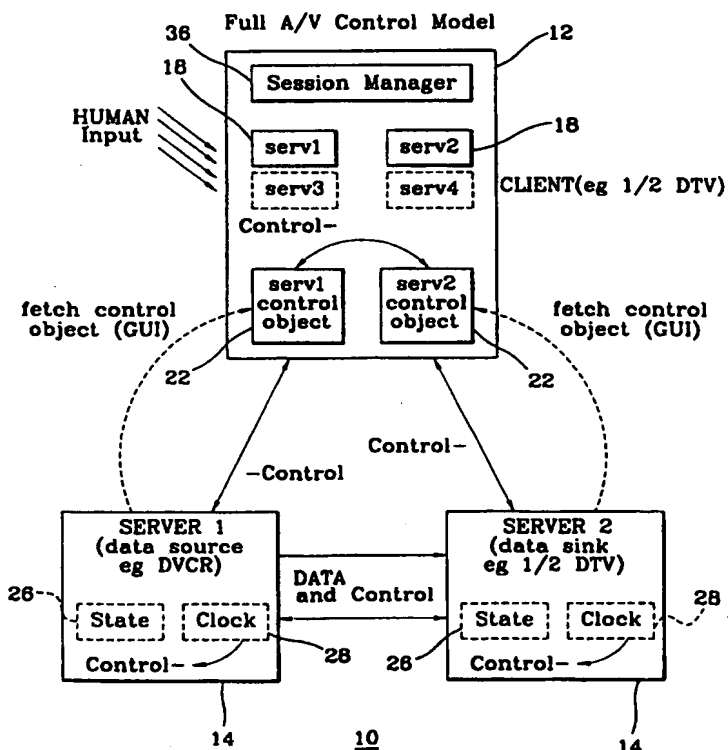 Full A/V Control Model
36
12
Session Manager
18
HUMAN
Input
serv1
serv2
18
serv3
serv4
CLIENT(eg 1/2 DTV)
Control-
serv1
control
object
serv2
control
object
fetch control
object (GUI)
fetch control
object (GUI)
22
22
-Control
Control-
SERVER 1
(data source
eg DVCR)
SERVER 2
(data sink
eg 1/2 DTV)
DATA
and Control
26
State
Clock
28
Control-
26
State
Clock
28
Control-
14
10
14